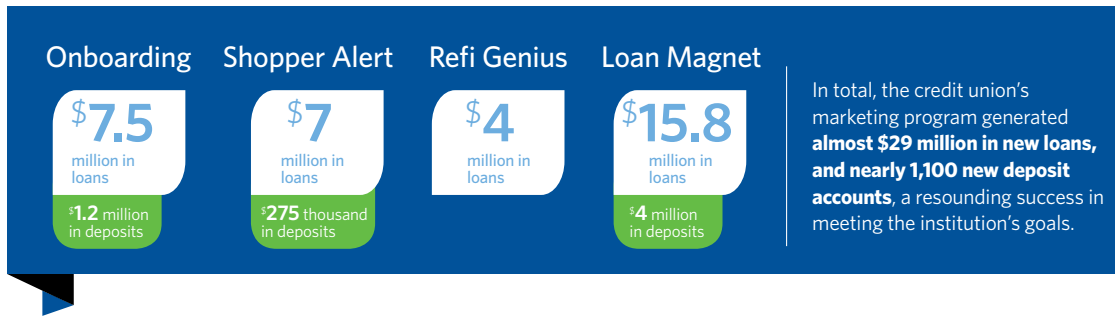 Onboarding
$7.5
million in
loans
$1.2 million
in deposits
Shopper Alert
$7
million in
loans
$275 thousand
in deposits
Refi Genius
$4
million in
loans
Loan Magnet
$15.8
million in
loans
$4 million
in deposits
In total, the credit union’s
marketing program generated
almost $29 million in new loans,
and nearly 1,100 new deposit
accounts, a resounding success in
meeting the institution’s goals.